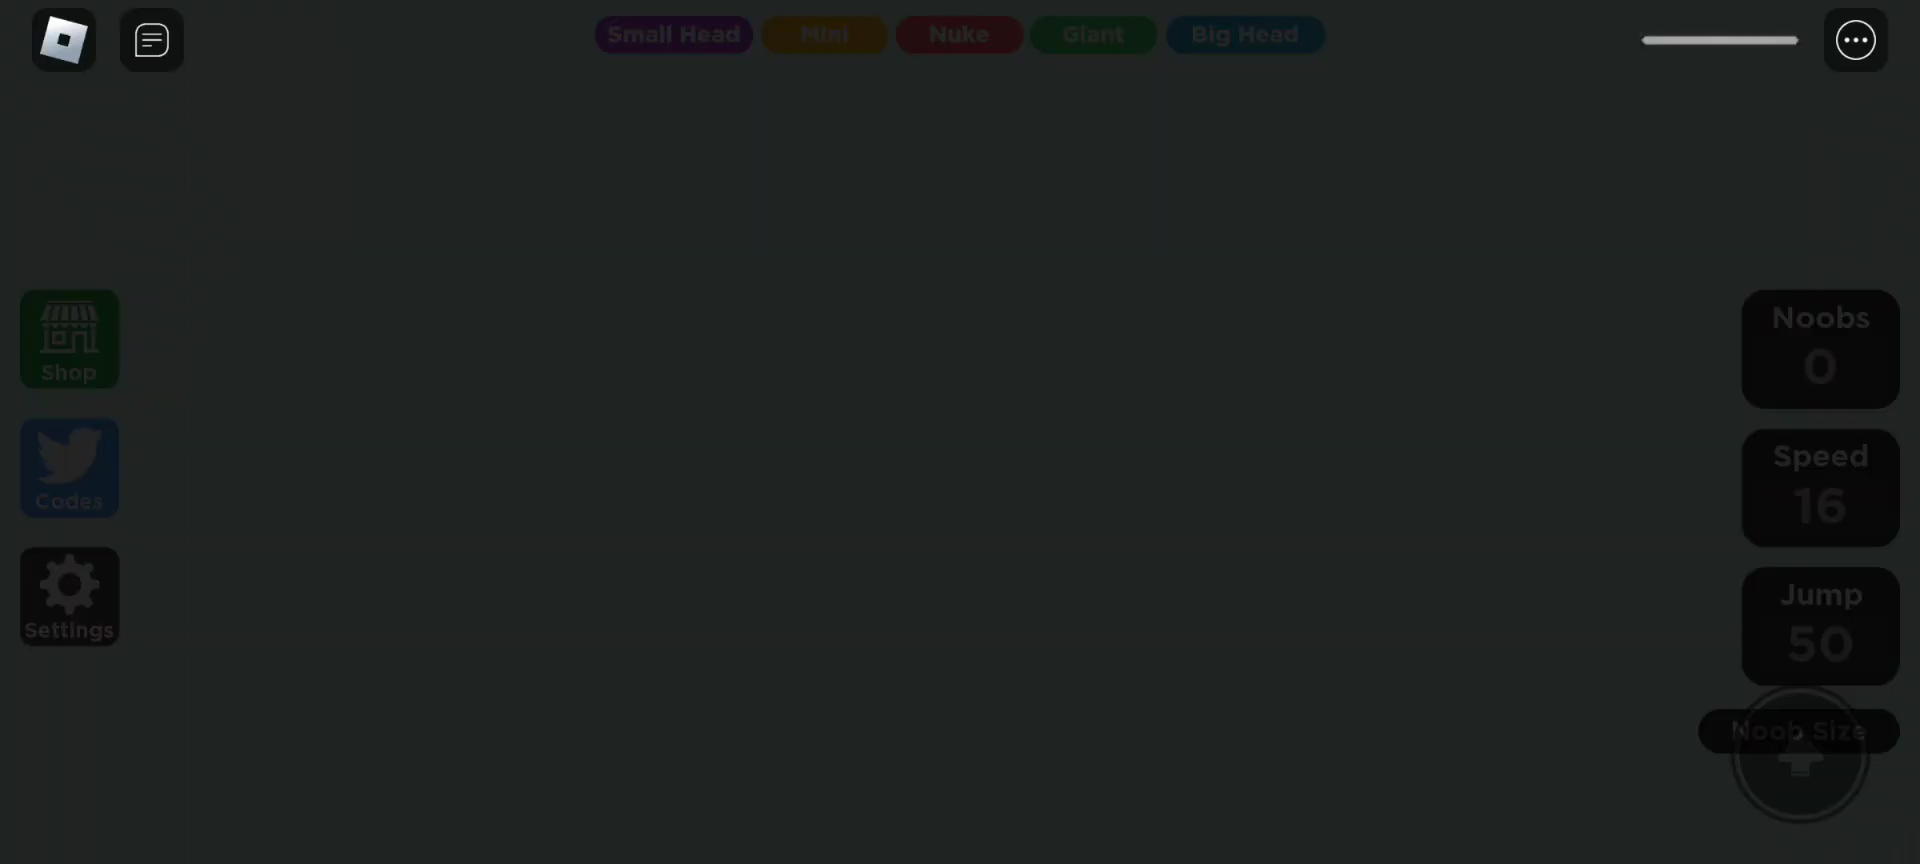 Small Head
Mini
Nuke
Giant
Big Head
Shop
Codes
Settings
Noobs
0
Speed
16
Jump
50
Noob Size